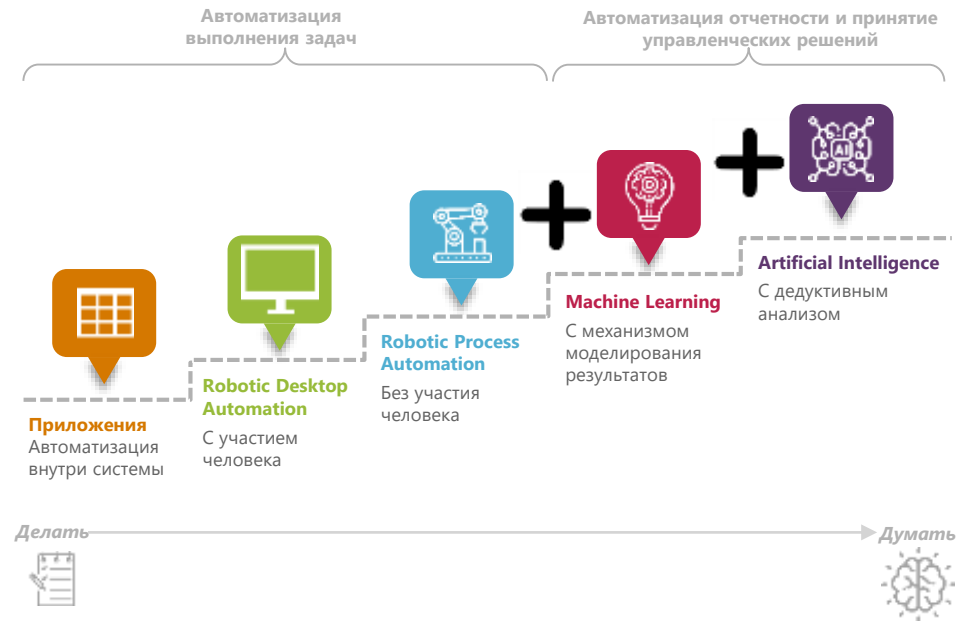 Автоматизация
выполнения задач
Автоматизация отчетности и принятие
управленческих решений
AI
Artificial Intelligence
С дедуктивным
анализом
Machine Learning
С механизмом
моделирования
результатов
Robotic Process
Automation
Без участия
человека
Robotic Desktop
Automation
С участием
человека
Приложения
Автоматизация
внутри системы
Делать
Думать